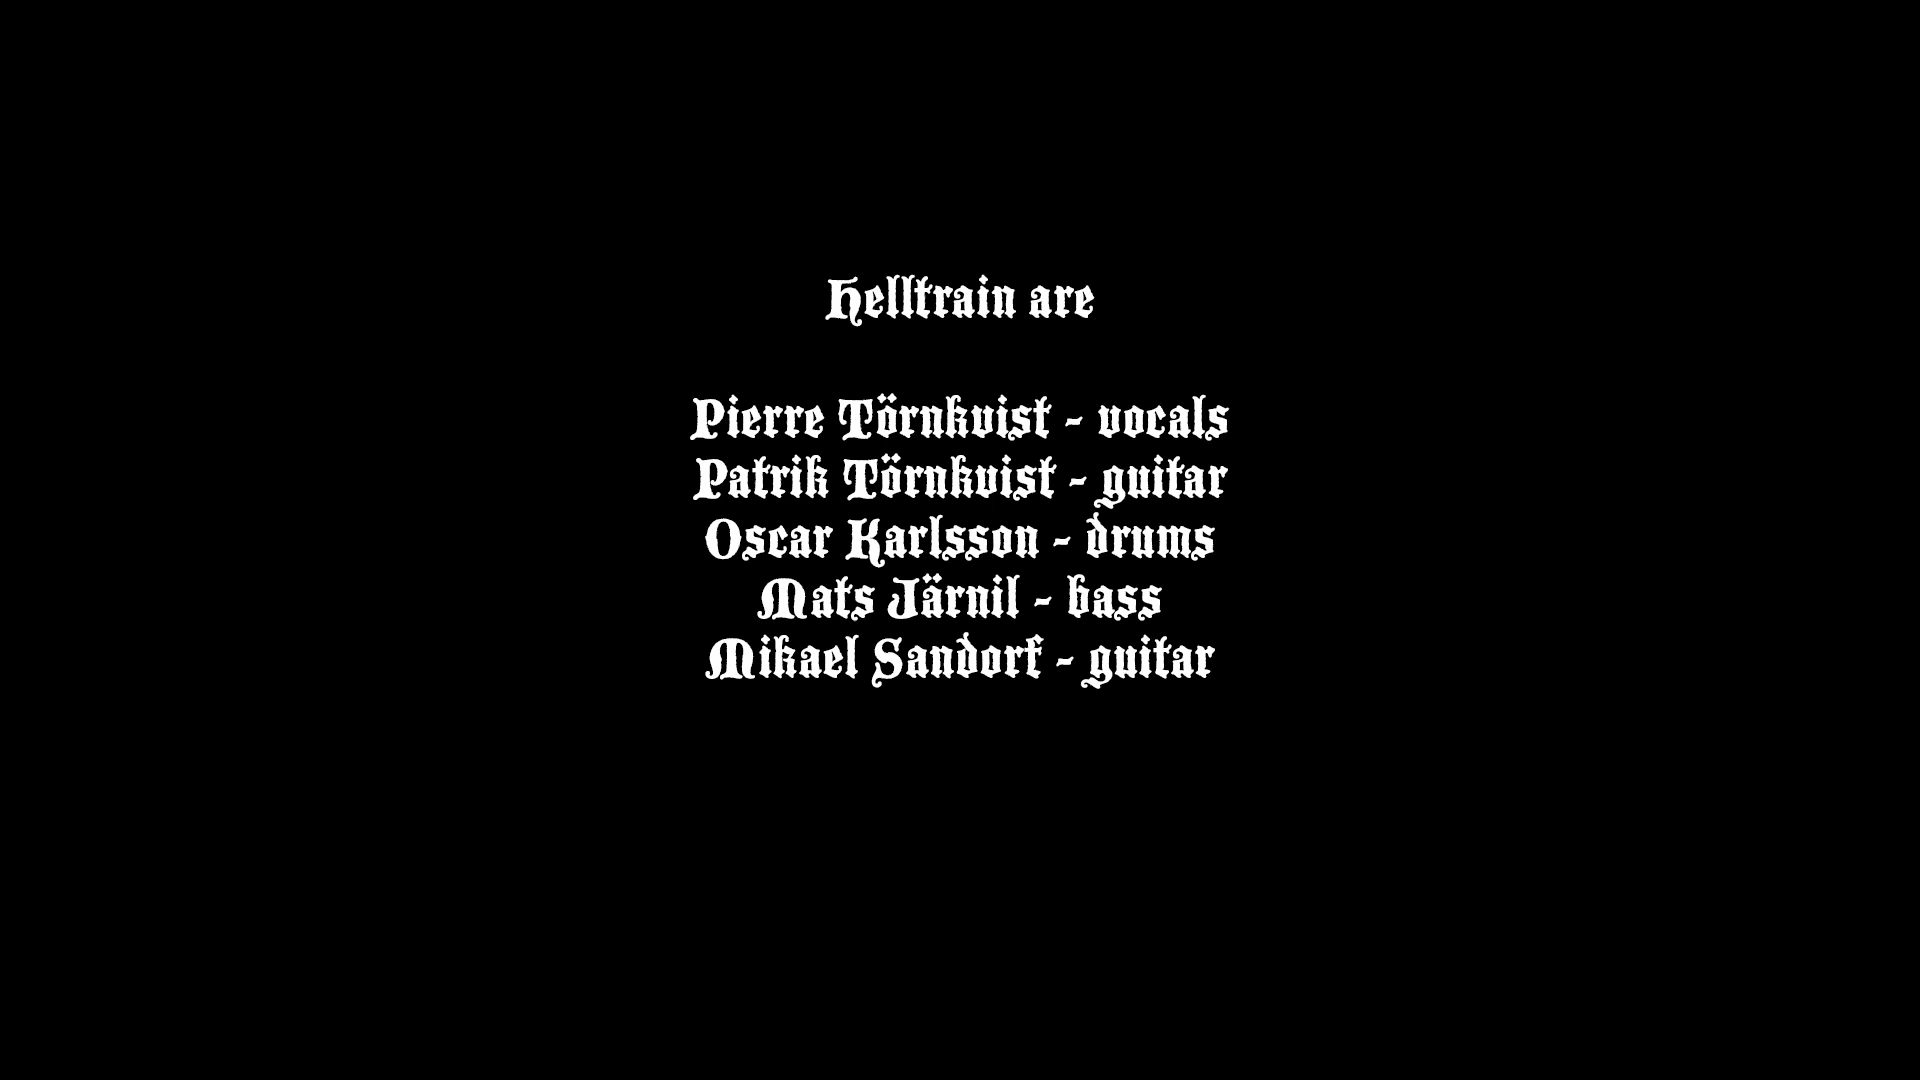 Helltrain are
Pierre Törnkvist - vocals
Patrik Törnkvist - guitar
Oscar Karlsson - drums
Mats Järnil - bass
Mikael Sandorf - guitar